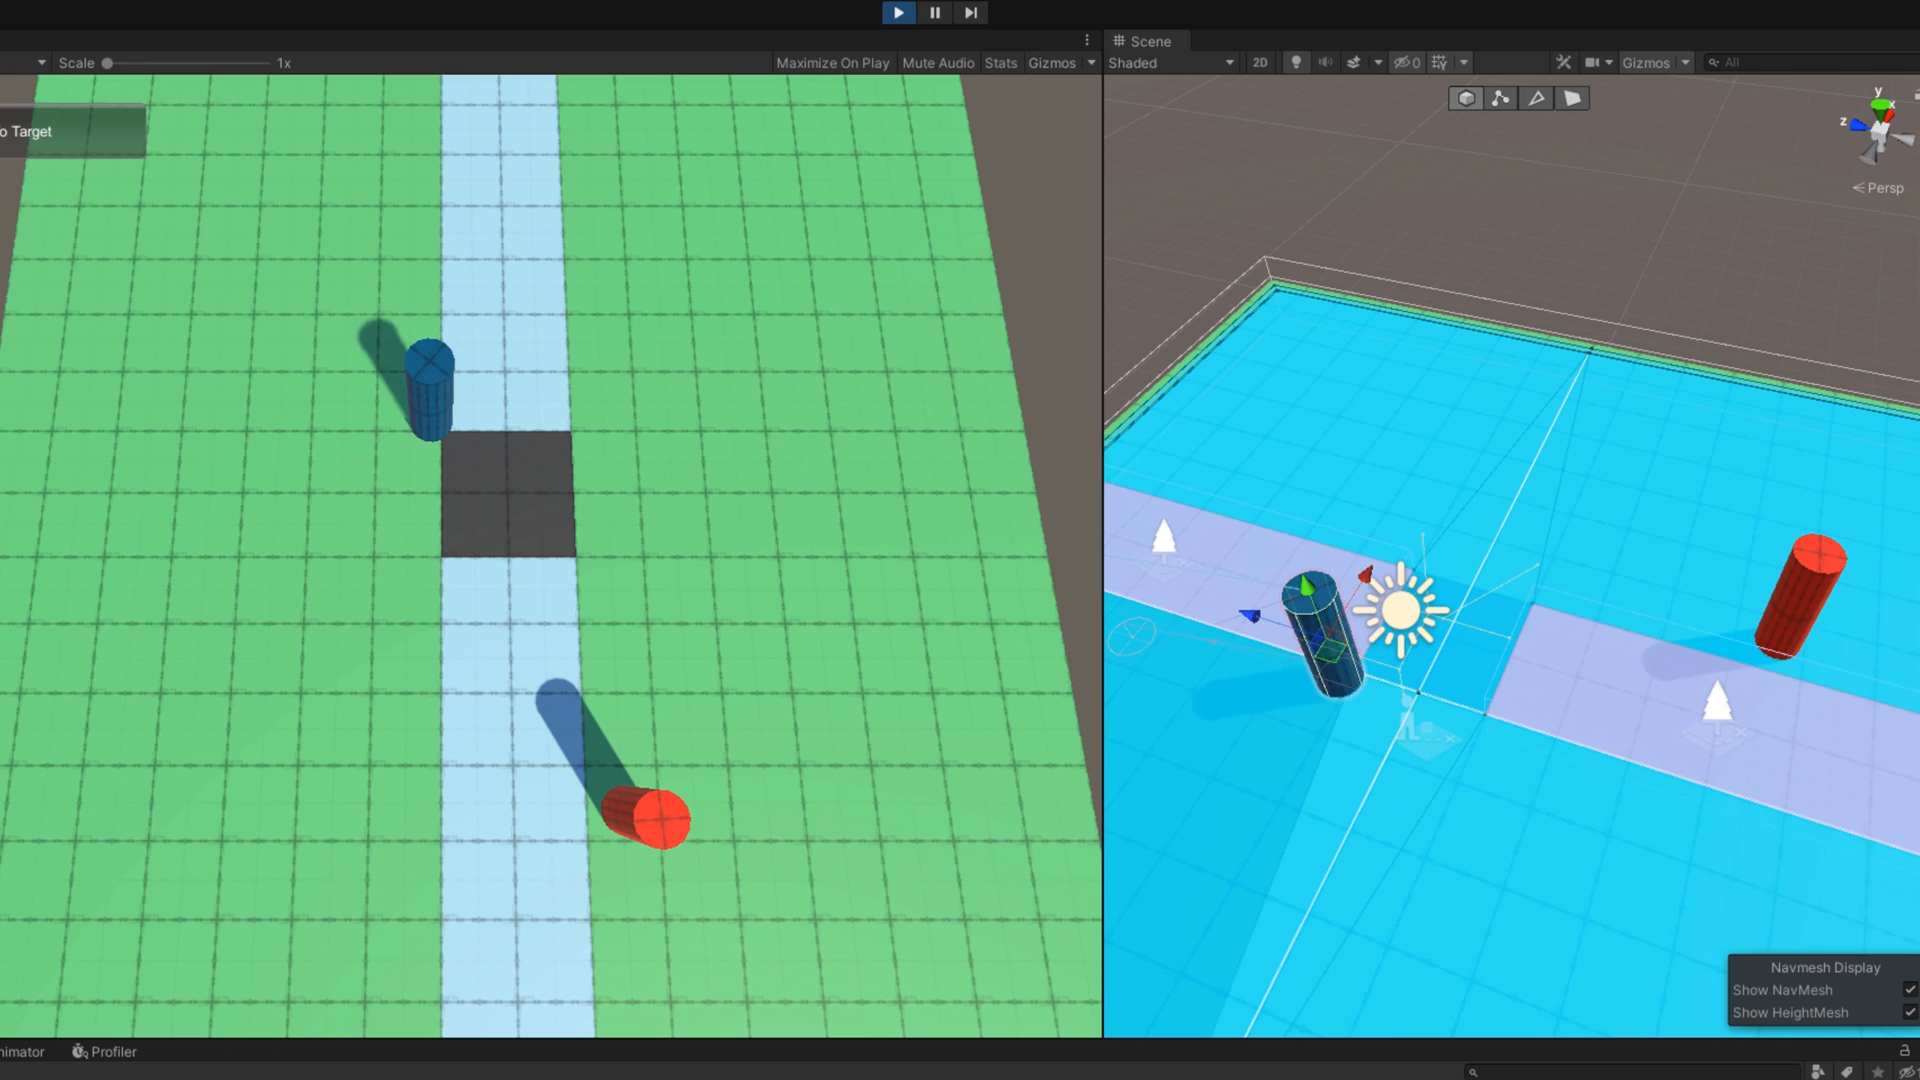 Scene
Scale 1x Maximize On Play Mute Audio Stats Gizmos
Shaded 2D 0 Gizmos All
o Target
y
x
z
Persp
Navmesh Display
Show NavMesh
Show HeightMesh
nimator Profiler